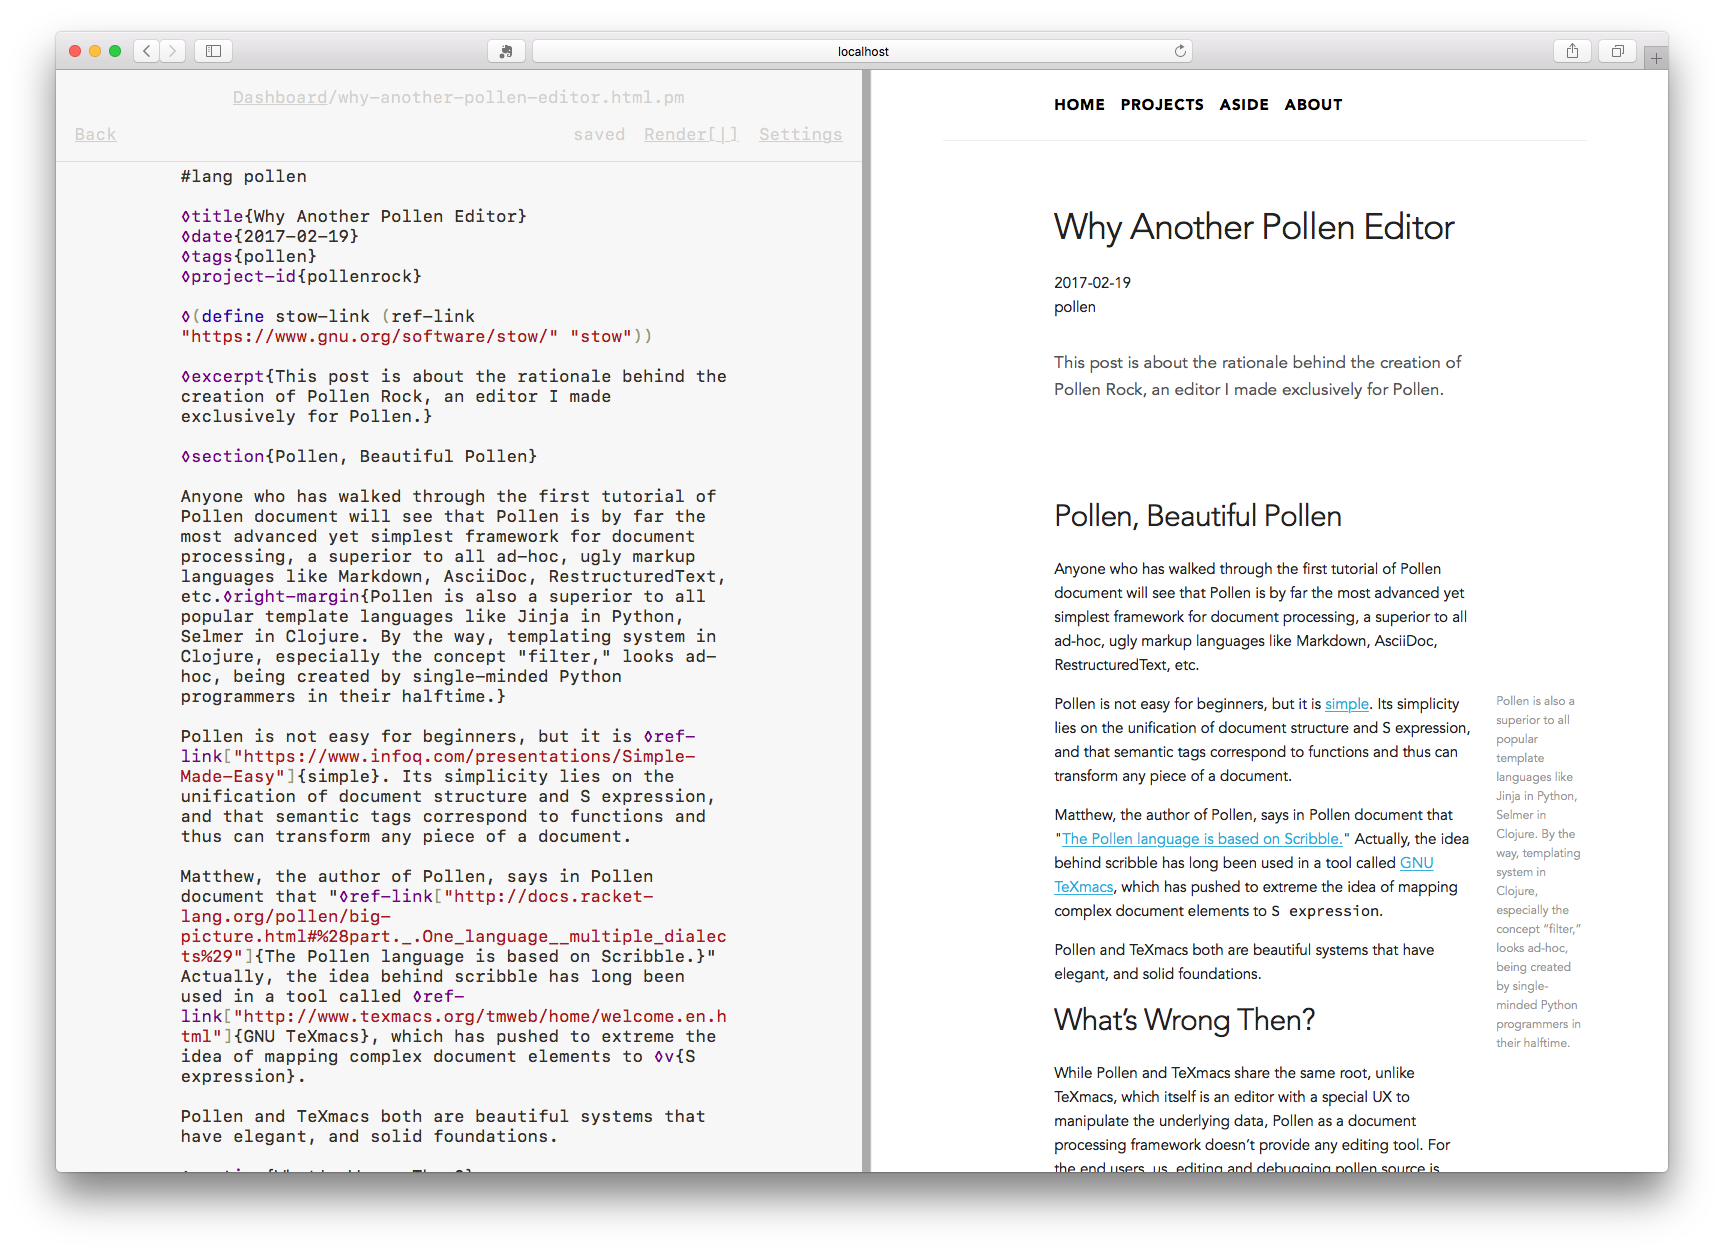 localhost
Dashboard/why-another-pollen-editor.html.pm
Back saved Render[|] Settings
#lang pollen
◊title{Why Another Pollen Editor}
◊date{2017-02-19}
◊tags{pollen}
◊project-id{pollenrock}
◊(define stow-link (ref-link
"https://www.gnu.org/software/stow/" "stow"))
◊excerpt{This post is about the rationale behind the
creation of Pollen Rock, an editor I made
exclusively for Pollen.}
◊section{Pollen, Beautiful Pollen}
Anyone who has walked through the first tutorial of
Pollen document will see that Pollen is by far the
most advanced yet simplest framework for document
processing, a superior to all ad-hoc, ugly markup
languages like Markdown, AsciiDoc, RestructuredText,
etc.◊right-margin{Pollen is also a superior to all
popular template languages like Jinja in Python,
Selmer in Clojure. By the way, templating system in
Clojure, especially the concept "filter," looks ad-
hoc, being created by single-minded Python
programmers in their halftime.}
Pollen is not easy for beginners, but it is ◊ref-
link["https://www.infoq.com/presentations/Simple-
Made-Easy"]{simple}. Its simplicity lies on the
unification of document structure and S expression,
and that semantic tags correspond to functions and
thus can transform any piece of a document.
Matthew, the author of Pollen, says in Pollen
document that "◊ref-link["http://docs.racket-
lang.org/pollen/big-
picture.html#%28part._.One_language__multiple_dialec
ts%29"]{The Pollen language is based on Scribble.}"
Actually, the idea behind scribble has long been
used in a tool called ◊ref-
link["http://www.texmacs.org/tmweb/home/welcome.en.h
tml"]{GNU TeXmacs}, which has pushed to extreme the
idea of mapping complex document elements to ◊v{S
expression}.
Pollen and TeXmacs both are beautiful systems that
have elegant, and solid foundations.
HOME PROJECTS ASIDE ABOUT
Why Another Pollen Editor
2017-02-19
pollen
This post is about the rationale behind the creation of
Pollen Rock, an editor I made exclusively for Pollen.
Pollen, Beautiful Pollen
Anyone who has walked through the first tutorial of Pollen
document will see that Pollen is by far the most advanced yet
simplest framework for document processing, a superior to all
ad-hoc, ugly markup languages like Markdown, AsciiDoc,
RestructuredText, etc.
Pollen is not easy for beginners, but it is simple. Its simplicity
lies on the unification of document structure and S expression,
and that semantic tags correspond to functions and thus can
transform any piece of a document.
Matthew, the author of Pollen, says in Pollen document that
"The Pollen language is based on Scribble." Actually, the idea
behind scribble has long been used in a tool called GNU
TeXmacs, which has pushed to extreme the idea of mapping
complex document elements to S expression.
Pollen and TeXmacs both are beautiful systems that have
elegant, and solid foundations.
What's Wrong Then?
While Pollen and TeXmacs share the same root, unlike
TeXmacs, which itself is an editor with a special UX to
manipulate the underlying data, Pollen as a document
processing framework doesn't provide any editing tool. For
the end users, us, editing and debugging pollen source is
Pollen is also a
superior to all
popular
template
languages like
Jinja in Python,
Selmer in
Clojure. By the
way, templating
system in
Clojure,
especially the
concept “filter,”
looks ad-hoc,
being created
by single-
minded Python
programmers in
their halftime.